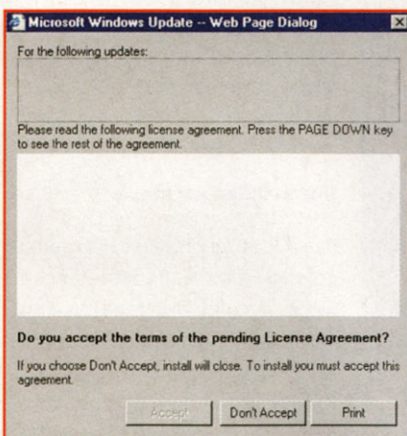 Microsoft Windows Update -- Web Page Dialog
For the following updates:
Please read the following license agreement. Press the PAGE DOWN key
to see the rest of the agreement.
Do you accept the terms of the pending License Agreement?
If you choose Don't Accept, install will close. To install you must accept this
agreement.
Accept Don't Accept Print